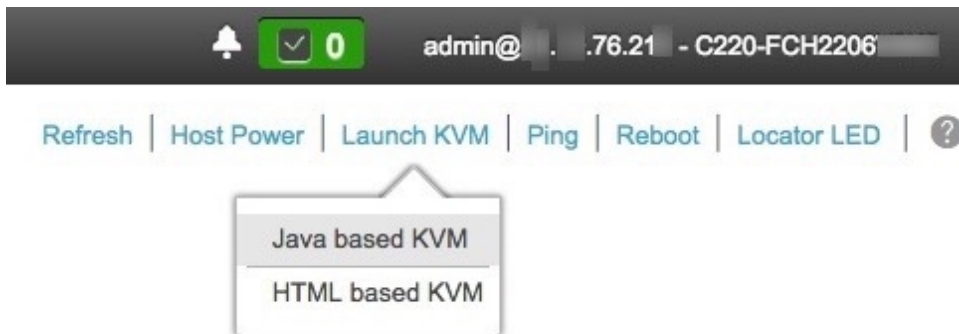 0 admin@ . .76.21 - C220-FCH2206
Refresh | Host Power | Launch KVM | Ping | Reboot | Locator LED | ?
Java based KVM
HTML based KVM